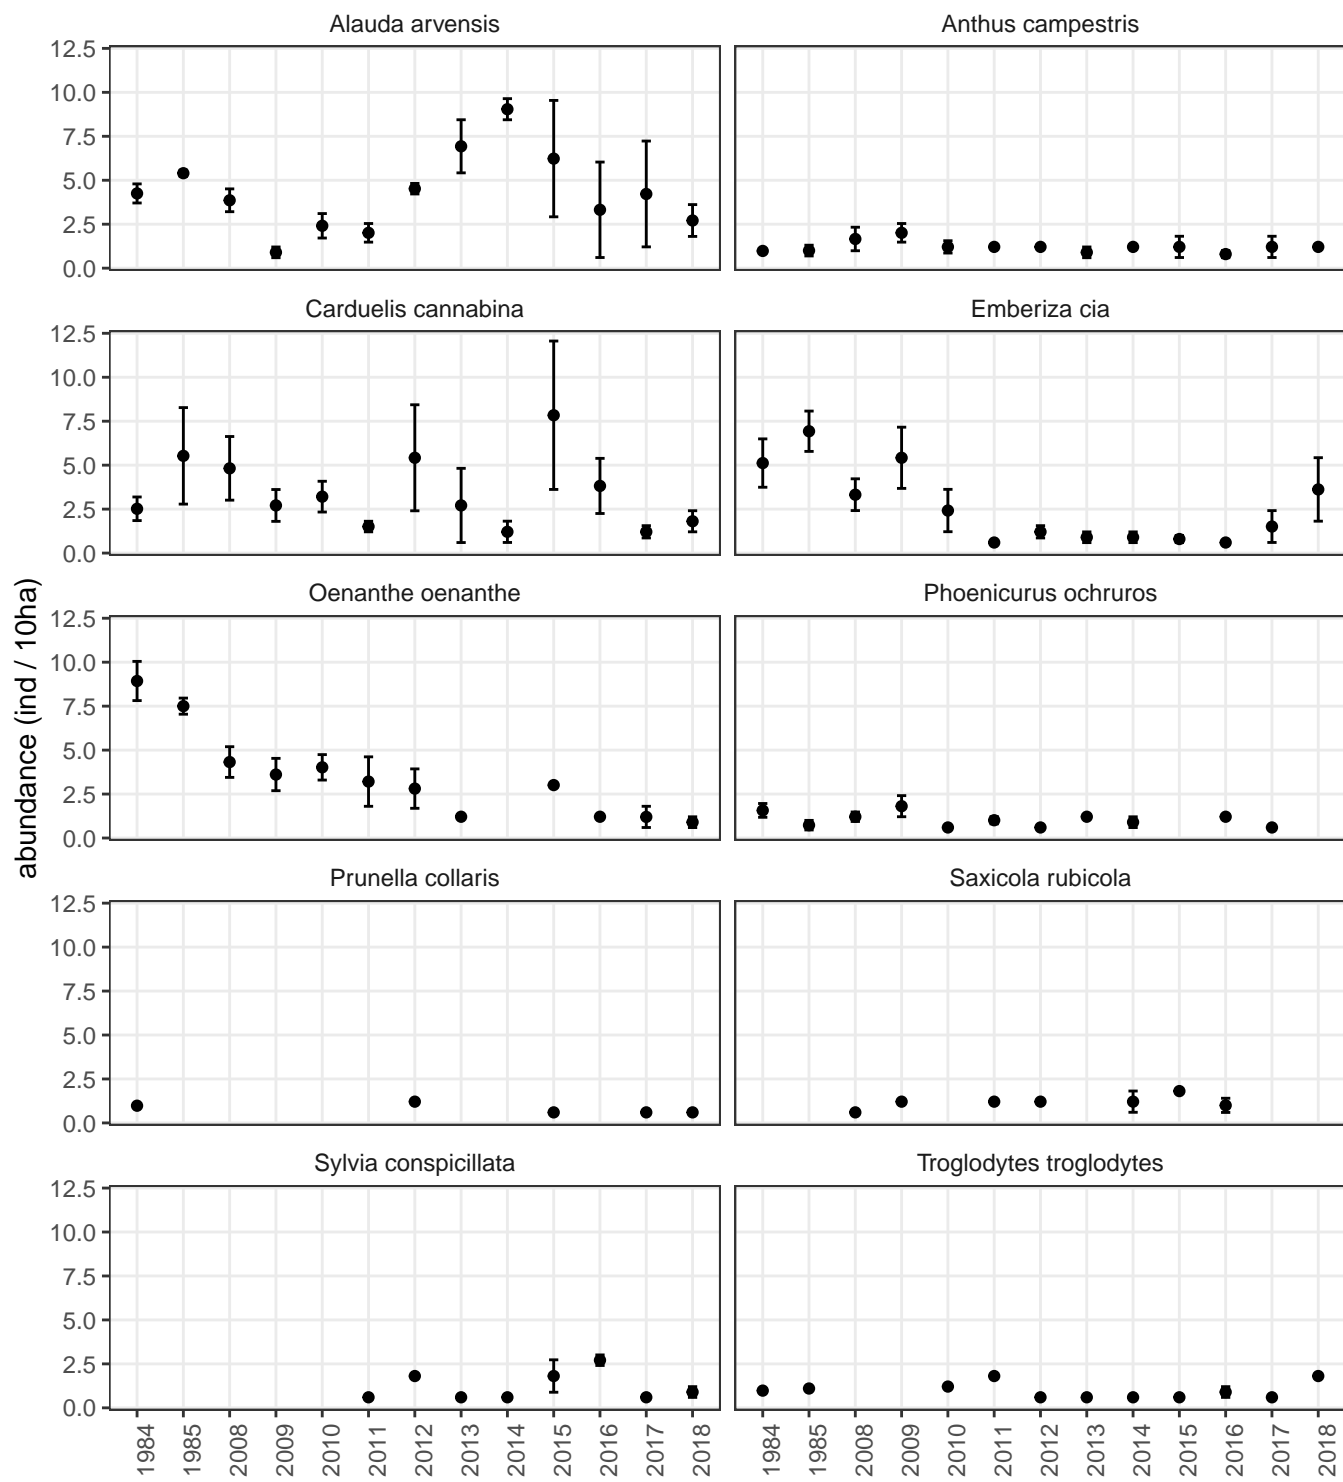 Alauda arvensis
Anthus campestris
12.5
10.0
7.5
5.0
2.5
0.0
Carduelis cannabina
Emberiza cia
12.5
10.0
7.5
5.0
2.5
0.0
Oenanthe oenanthe
Phoenicurus ochruros
12.5
10.0
7.5
5.0
2.5
0.0
abundance (ind / 10ha)
Prunella collaris
Saxicola rubicola
12.5
10.0
7.5
5.0
2.5
0.0
Sylvia conspicillata
Troglodytes troglodytes
12.5
10.0
7.5
5.0
2.5
0.0
1984 1985 2008 2009 2010 2011 2012 2013 2014 2015 2016 2017 2018
1984 1985 2008 2009 2010 2011 2012 2013 2014 2015 2016 2017 2018